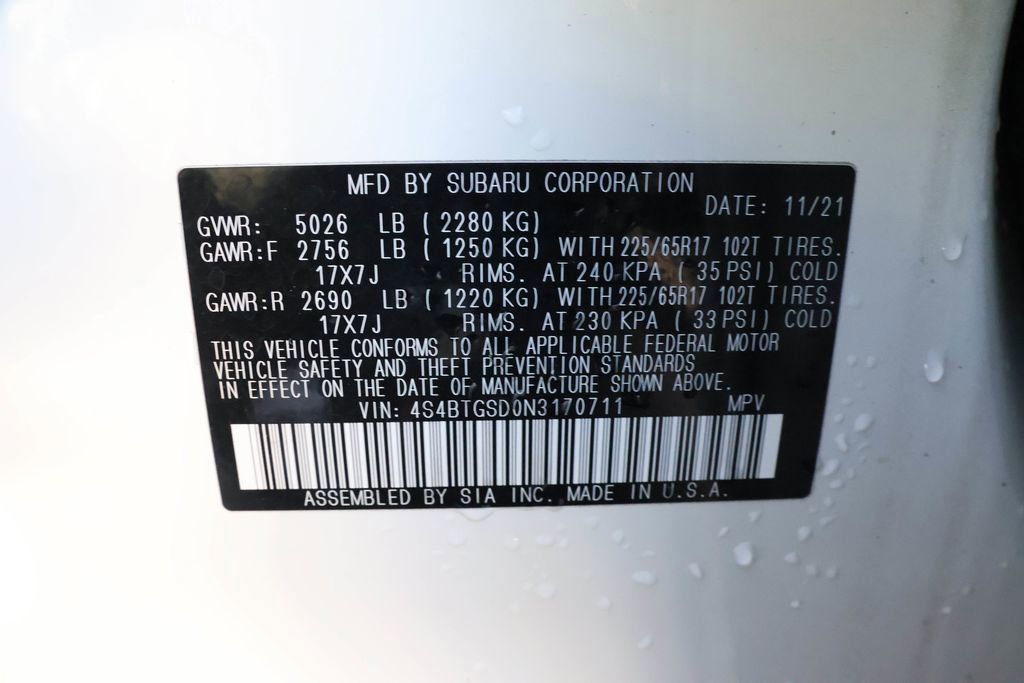 MFD BY SUBARU CORPORATION
DATE: 11/21
GVWR: 5026 LB ( 2280 KG)
GAWR:F 2756 LB ( 1250 KG) WITH 225/65R17 102T TIRES.
17X7J RIMS. AT 240 KPA ( 35 PSI) COLD
GAWR:R 2690 LB ( 1220 KG) WITH 225/65R17 102T TIRES.
17X7J RIMS. AT 230 KPA ( 33 PSI) COLD
THIS VEHICLE CONFORMS TO ALL APPLICABLE FEDERAL MOTOR
VEHICLE SAFETY AND THEFT PREVENTION STANDARDS
IN EFFECT ON THE DATE OF MANUFACTURE SHOWN ABOVE.
VIN: 4S4BTGSD0N3170711 MPV
ASSEMBLED BY SIA INC. MADE IN U.S.A.